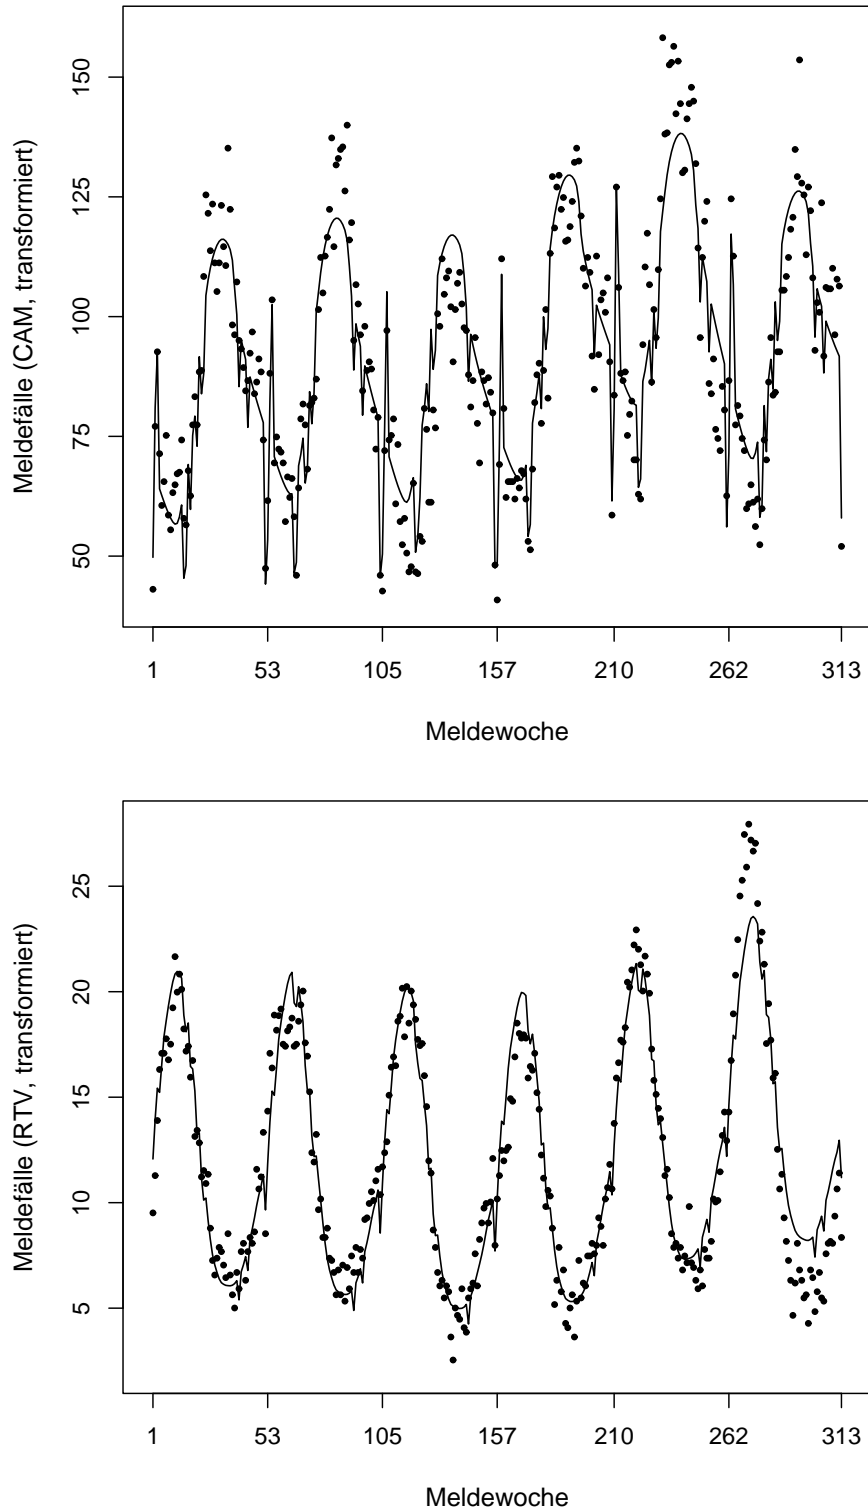 Meldefälle (CAM, transformiert)
150
125
100
75
50
1 53 105 157 210 262 313
Meldewoche
Meldefälle (RTV, transformiert)
25
20
15
10
5
1 53 105 157 210 262 313
Meldewoche